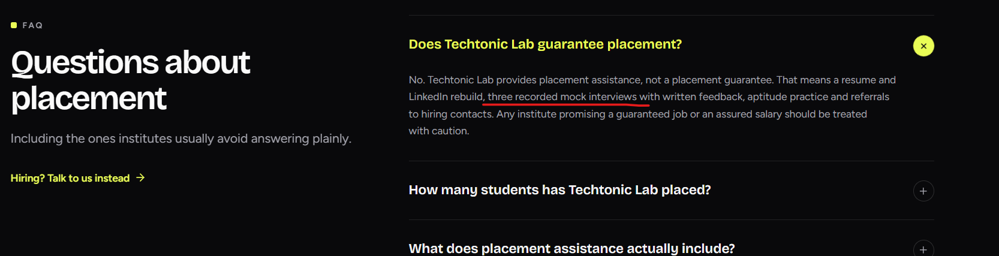 FAQ
Questions about
placement
Including the ones institutes usually avoid answering plainly.
Hiring? Talk to us instead →
Does Techtonic Lab guarantee placement?
No. Techtonic Lab provides placement assistance, not a placement guarantee. That means a resume and
LinkedIn rebuild, three recorded mock interviews with written feedback, aptitude practice and referrals
to hiring contacts. Any institute promising a guaranteed job or an assured salary should be treated
with caution.
How many students has Techtonic Lab placed?
What does placement assistance actually include?